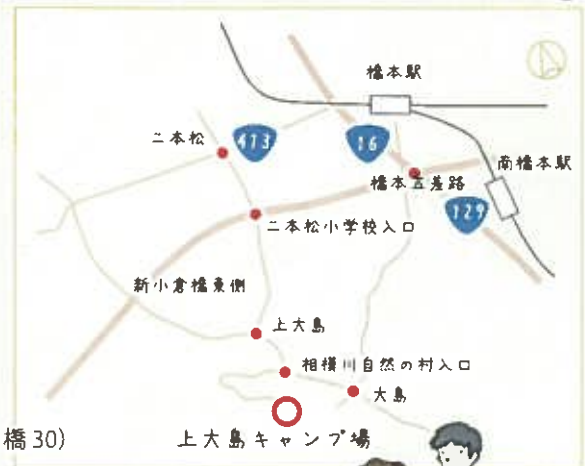 橋本駅
二本松
413
16
南橋本駅
橋本五差路
129
二本松小学校入口
新小倉橋東側
上大島
相模川自然の村入口
大島
橋30)
上大島キャンプ場